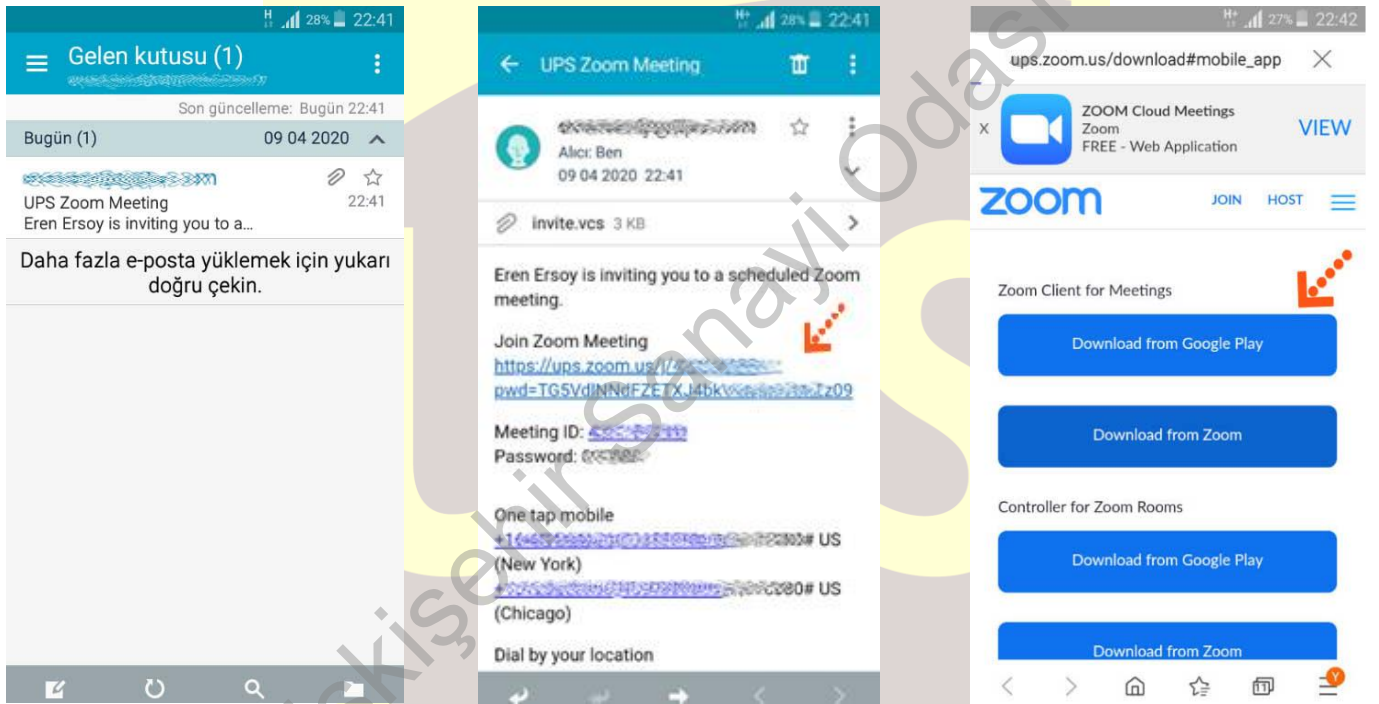 H 28% 22:41
Gelen kutusu (1)
Son güncelleme: Bugün 22:41
Bugün (1) 09 04 2020
UPS Zoom Meeting 22:41
Eren Ersoy is inviting you to a...
Daha fazla e-posta yüklemek için yukarı
doğru çekin.
H+ 28% 22:41
UPS Zoom Meeting
Alıcı: Ben
09 04 2020 22:41
invite.vcs 3 KB
Eren Ersoy is inviting you to a scheduled Zoom
meeting.
Join Zoom Meeting
https://ups.zoom.us/j/
Meeting ID:
Password:
One tap mobile
# US
(New York)
# US
(Chicago)
Dial by your location
H+ 27% 22:42
ups.zoom.us/download#mobile_app
ZOOM Cloud Meetings
x Zoom VIEW
FREE - Web Application
zoom JOIN HOST
Zoom Client for Meetings
Download from Google Play
Download from Zoom
Controller for Zoom Rooms
Download from Google Play
Download from Zoom
11 Y
Sanayi Odası